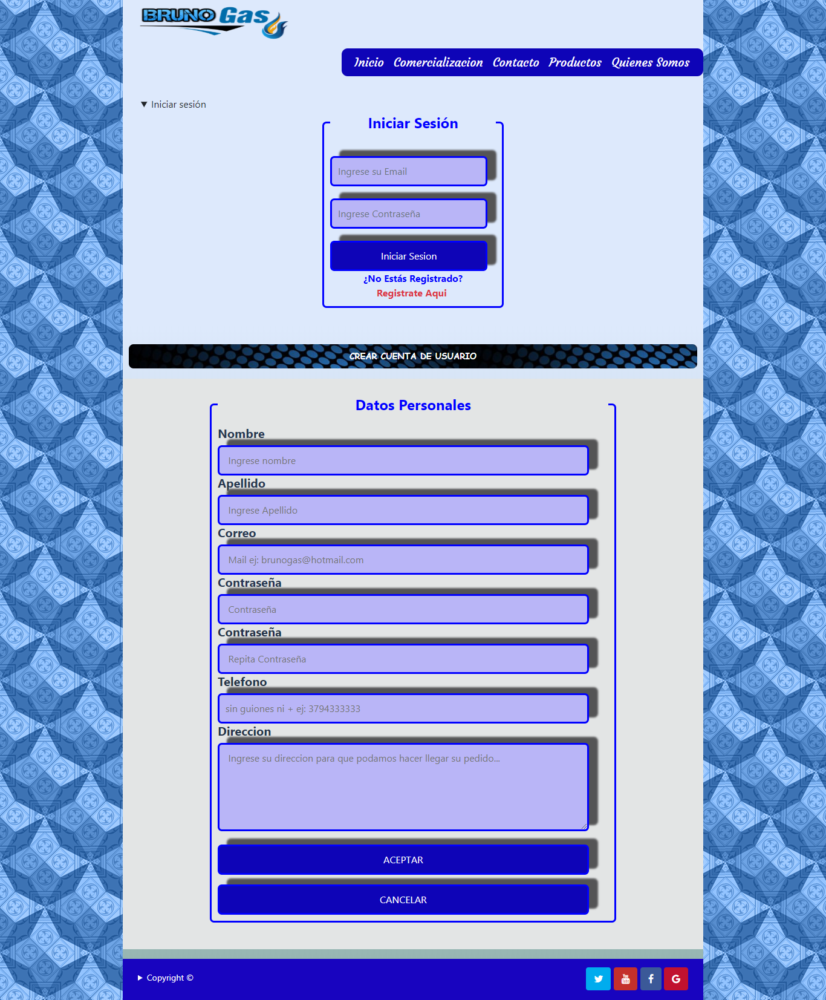 BRUNO Gas
Inicio Comercializacion Contacto Productos Quienes Somos
Iniciar sesión
Iniciar Sesión
Ingrese su Email
Ingrese Contraseña
Iniciar Sesion
¿No Estás Registrado?
Registrate Aqui
CREAR CUENTA DE USUARIO
Datos Personales
Nombre
Ingrese nombre
Apellido
Ingrese Apellido
Correo
Mail ej: brunogas@hotmail.com
Contraseña
Contraseña
Contraseña
Repita Contraseña
Telefono
sin guiones ni + ej: 3794333333
Direccion
Ingrese su direccion para que podamos hacer llegar su pedido...
ACEPTAR
CANCELAR
Copyright ©